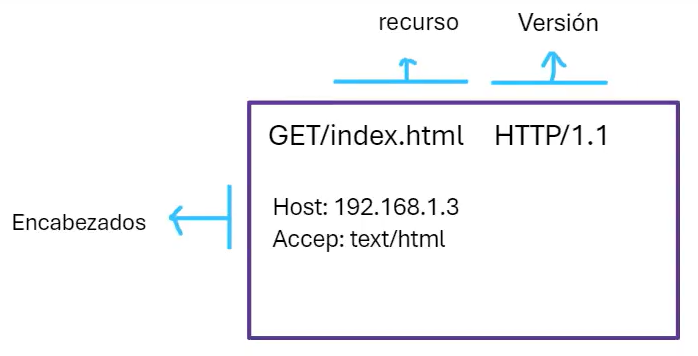 recurso Versión
GET/index.html HTTP/1.1
Host: 192.168.1.3
Encabezados
Accep: text/html